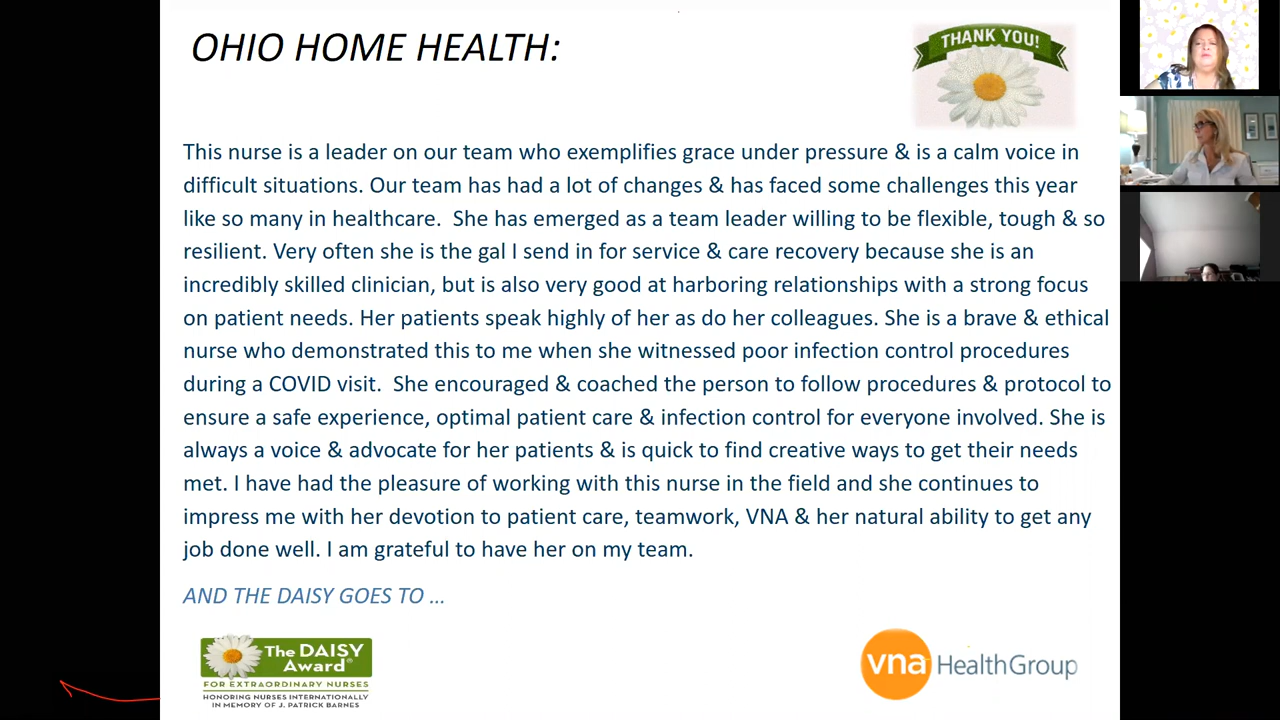 OHIO HOME HEALTH:
THANK YOU!
This nurse is a leader on our team who exemplifies grace under pressure & is a calm voice in
difficult situations. Our team has had a lot of changes & has faced some challenges this year
like so many in healthcare.  She has emerged as a team leader willing to be flexible, tough & so
resilient. Very often she is the gal I send in for service & care recovery because she is an
incredibly skilled clinician, but is also very good at harboring relationships with a strong focus
on patient needs. Her patients speak highly of her as do her colleagues. She is a brave & ethical
nurse who demonstrated this to me when she witnessed poor infection control procedures
during a COVID visit.  She encouraged & coached the person to follow procedures & protocol to
ensure a safe experience, optimal patient care & infection control for everyone involved. She is
always a voice & advocate for her patients & is quick to find creative ways to get their needs
met. I have had the pleasure of working with this nurse in the field and she continues to
impress me with her devotion to patient care, teamwork, VNA & her natural ability to get any
job done well. I am grateful to have her on my team.
AND THE DAISY GOES TO …
The DAISY
Award®
FOR EXTRAORDINARY NURSES
HONORING NURSES INTERNATIONALLY
IN MEMORY OF J. PATRICK BARNES
vna HealthGroup